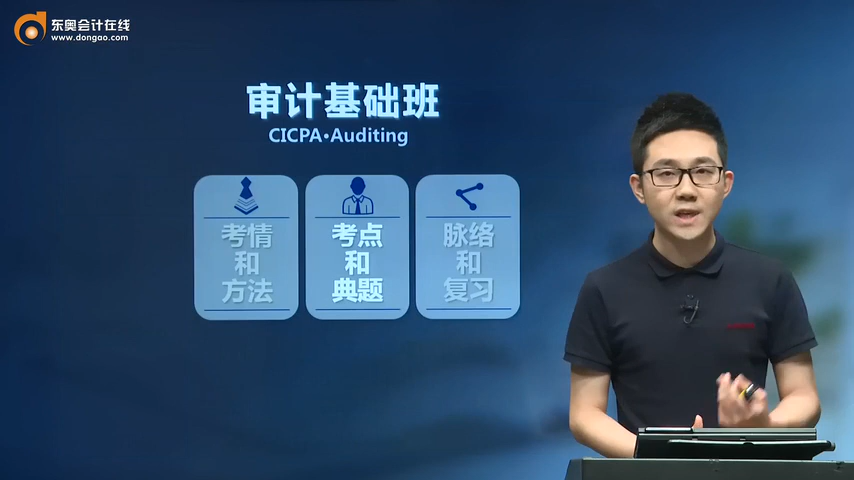 东奥会计在线
www.dongao.com
审计基础班
CICPA•Auditing
考情
和
方法
考点
和
典题
脉络
和
复习